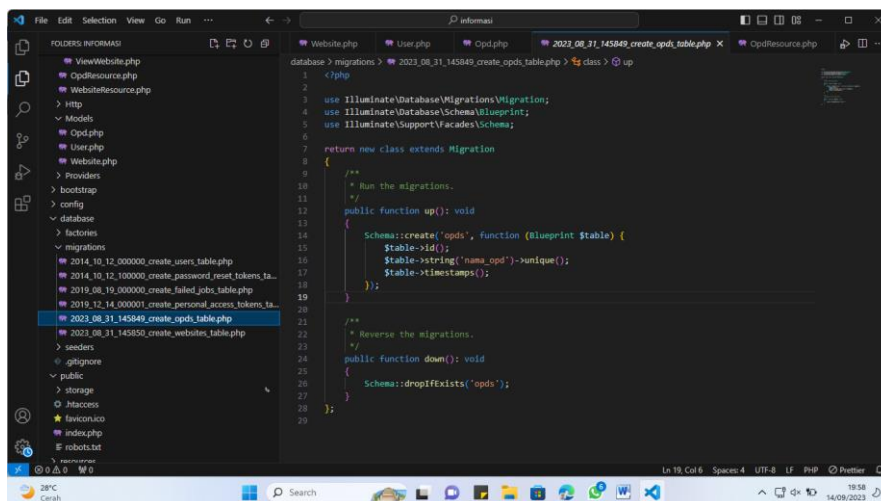 File Edit Selection View Go Run ··· informasi
FOLDERS: INFORMASI
ViewWebsite.php
OpdResource.php
WebsiteResource.php
Http
Models
Opd.php
User.php
Website.php
Providers
bootstrap
config
database
factories
migrations
2014_10_12_000000_create_users_table.php
2014_10_12_100000_create_password_reset_tokens_ta...
2019_08_19_000000_create_failed_jobs_table.php
2019_12_14_000001_create_personal_access_tokens_ta...
2023_08_31_145849_create_opds_table.php
2023_08_31_145850_create_websites_table.php
seeders
.gitignore
public
storage
.htaccess
favicon.ico
index.php
robots.txt
resources
Website.php User.php Opd.php 2023_08_31_145849_create_opds_table.php OpdResource.php
database > migrations > 2023_08_31_145849_create_opds_table.php > class > up
1 <?php
2
3 use Illuminate\Database\Migrations\Migration;
4 use Illuminate\Database\Schema\Blueprint;
5 use Illuminate\Support\Facades\Schema;
6
7 return new class extends Migration
8 {
9 /**
10 * Run the migrations.
11 */
12 public function up(): void
13 {
14 Schema::create('opds', function (Blueprint $table) {
15 $table->id();
16 $table->string('nama_opd')->unique();
17 $table->timestamps();
18 });
19 }
20
21 /**
22 * Reverse the migrations.
23 */
24 public function down(): void
25 {
26 Schema::dropIfExists('opds');
27 }
28 };
29
0 0 0 Ln 19, Col 6 Spaces: 4 UTF-8 LF PHP Prettier
28°C
Cerah
Search
19:58
14/09/2023